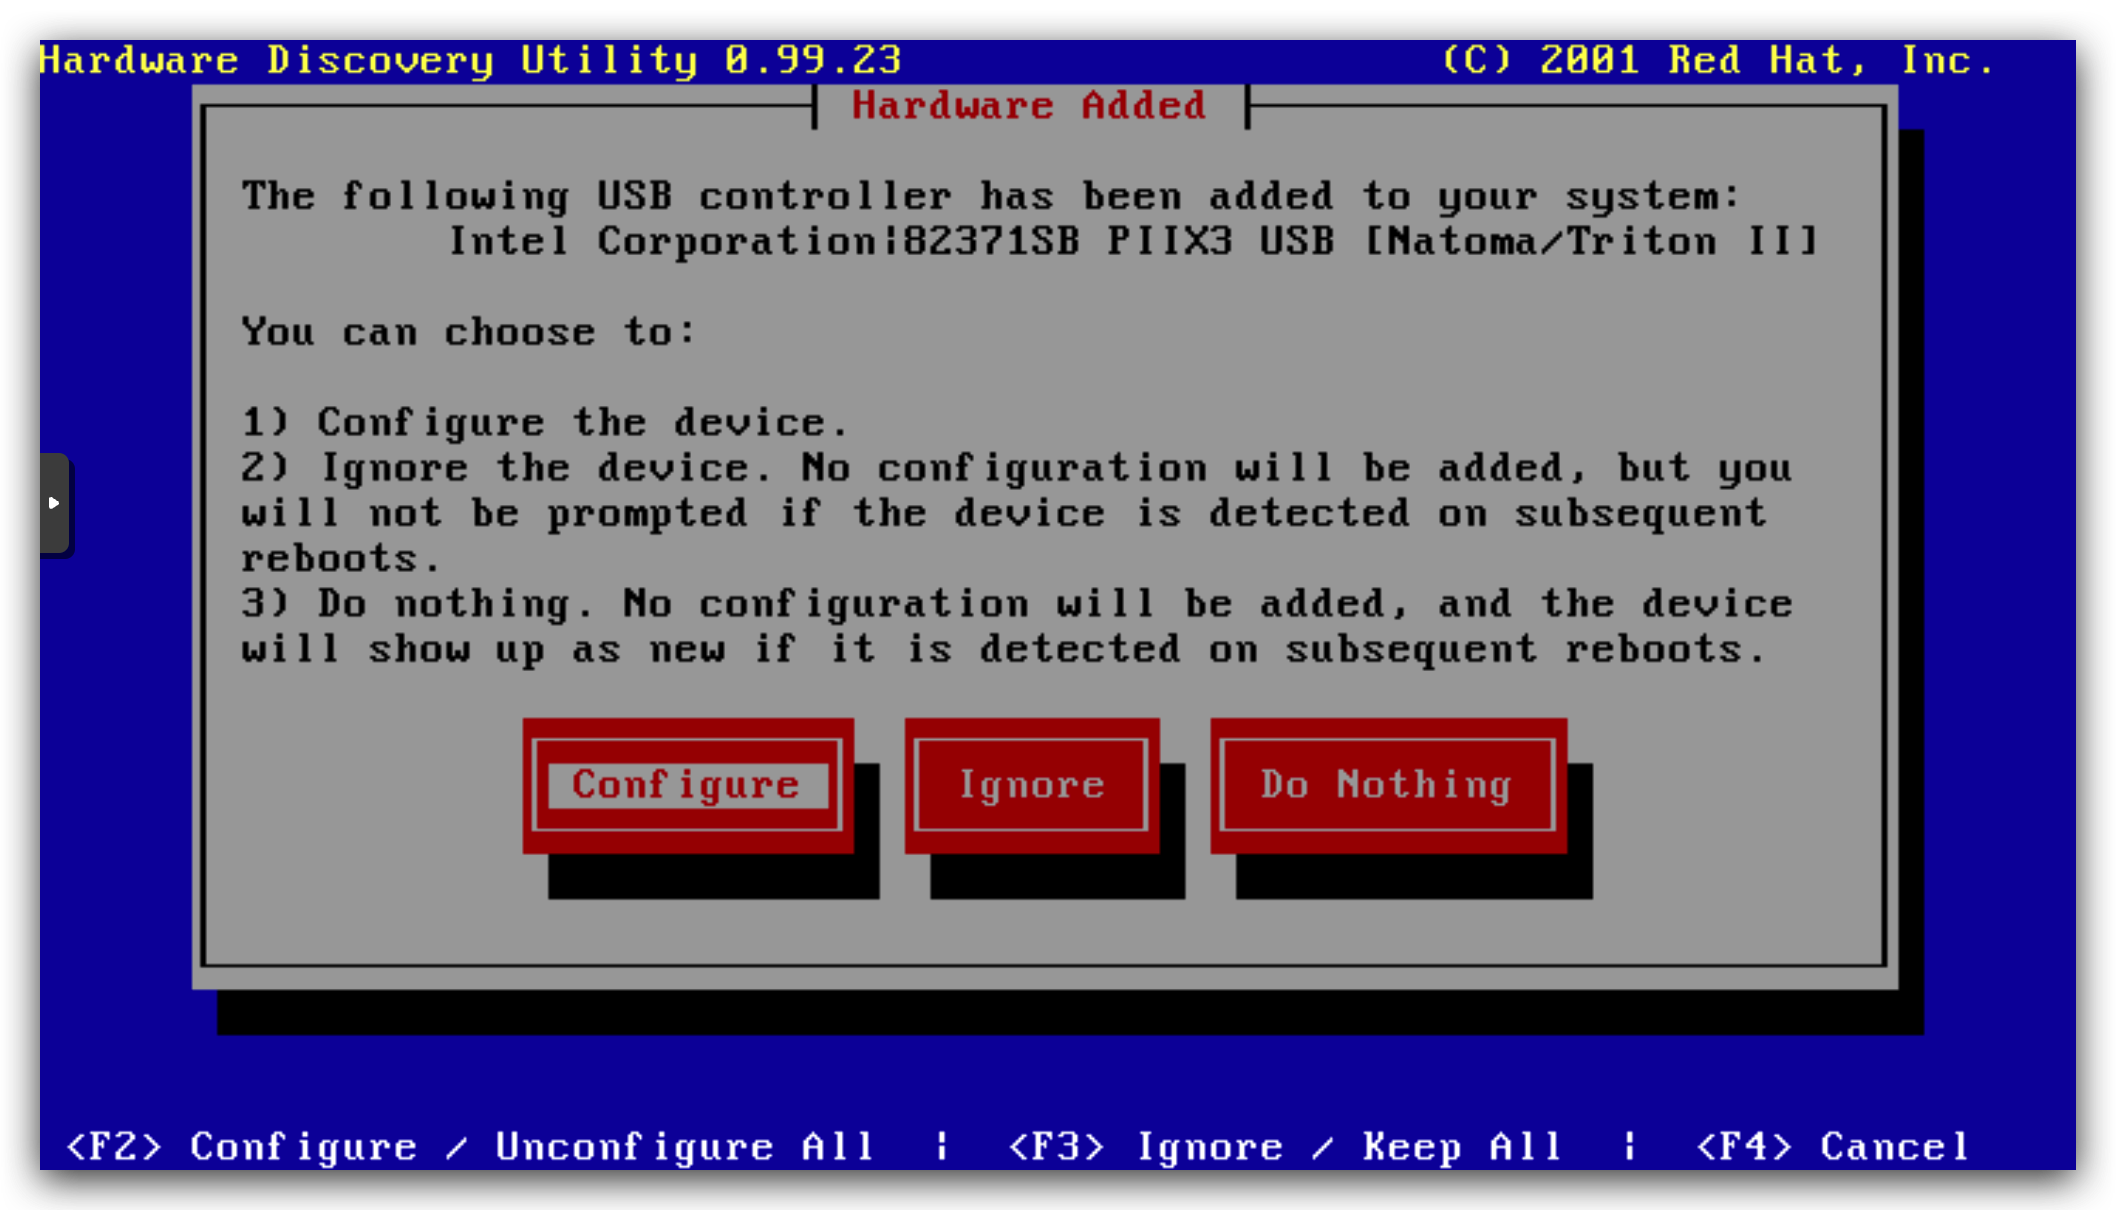 Hardware Discovery Utility 0.99.23 (C) 2001 Red Hat, Inc.
Hardware Added
The following USB controller has been added to your system:
Intel Corporation|82371SB PIIX3 USB [Natoma/Triton II]
You can choose to:
1) Configure the device.
2) Ignore the device. No configuration will be added, but you
will not be prompted if the device is detected on subsequent
reboots.
3) Do nothing. No configuration will be added, and the device
will show up as new if it is detected on subsequent reboots.
Configure Ignore Do Nothing
<F2> Configure / Unconfigure All | <F3> Ignore / Keep All | <F4> Cancel